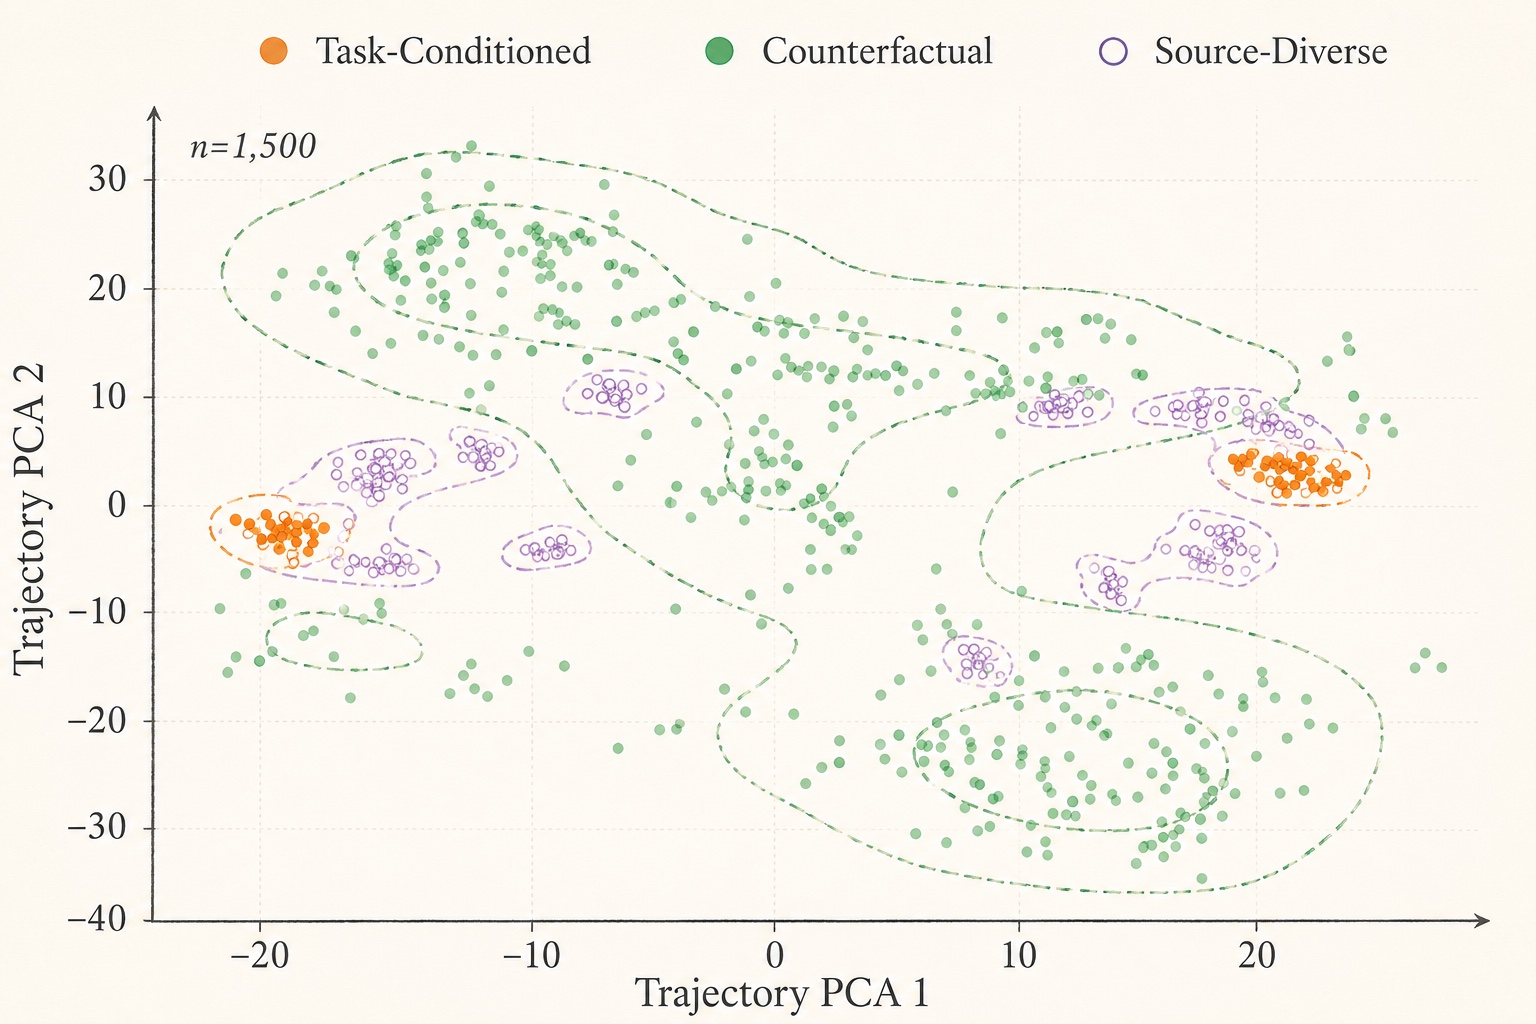 Task-Conditioned
Counterfactual
Source-Diverse
n=1,500
Trajectory PCA 2
30
20
10
0
−10
−20
−30
−40
−20
−10
0
10
20
Trajectory PCA 1